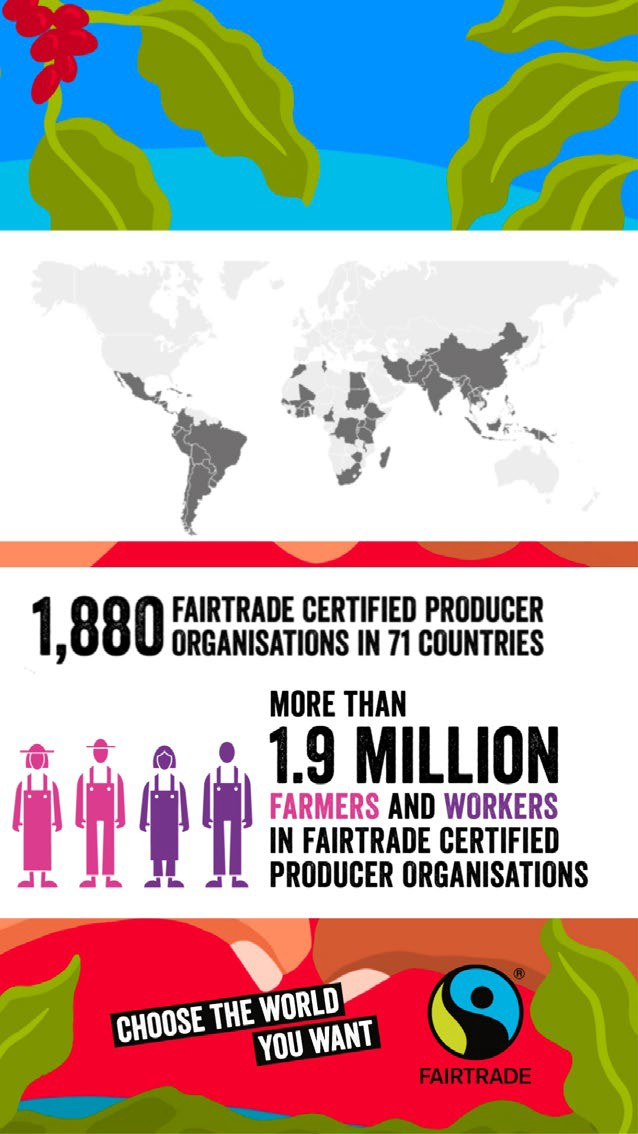 1,880 FAIRTRADE CERTIFIED PRODUCER
ORGANISATIONS IN 71 COUNTRIES
MORE THAN
1.9 MILLION
FARMERS AND WORKERS
IN FAIRTRADE CERTIFIED
PRODUCER ORGANISATIONS
CHOOSE THE WORLD
YOU WANT
®
FAIRTRADE